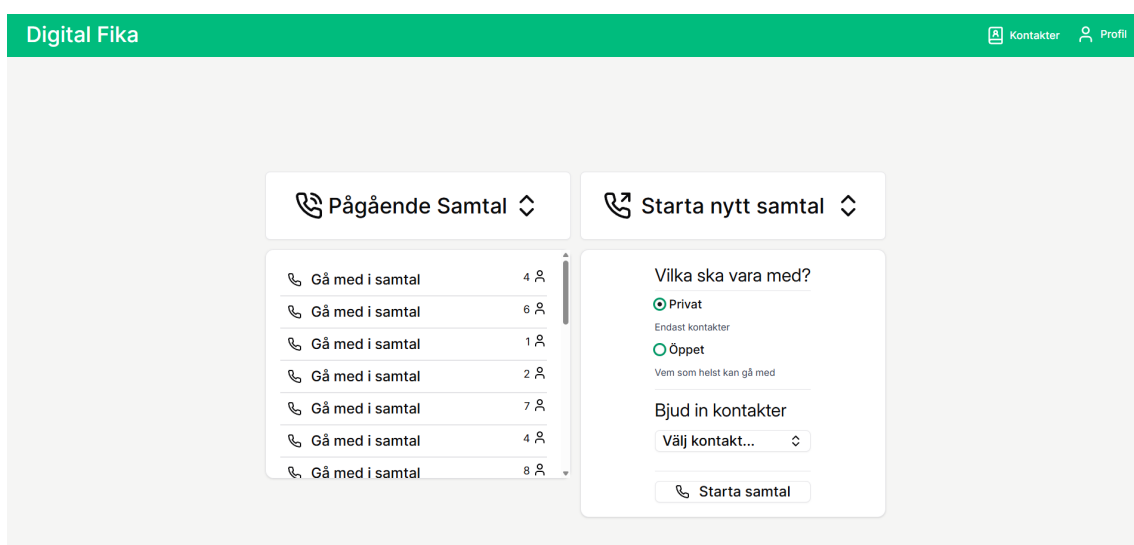 Digital Fika
Kontakter
Profil
Pågående Samtal
Gå med i samtal 4
Gå med i samtal 6
Gå med i samtal 1
Gå med i samtal 2
Gå med i samtal 7
Gå med i samtal 4
Gå med i samtal 8
Starta nytt samtal
Vilka ska vara med?
Privat
Endast kontakter
Öppet
Vem som helst kan gå med
Bjud in kontakter
Välj kontakt...
Starta samtal